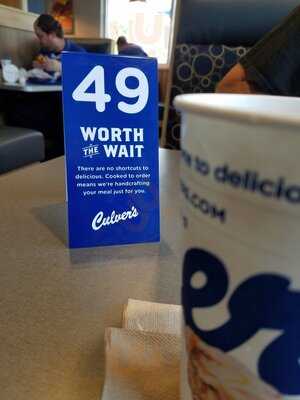 49
WORTH
THE
WAIT
There are no shortcuts to
delicious. Cooked to order
means we're handcrafting
your meal just for you.
Culver's
e to delicio
.COM
es